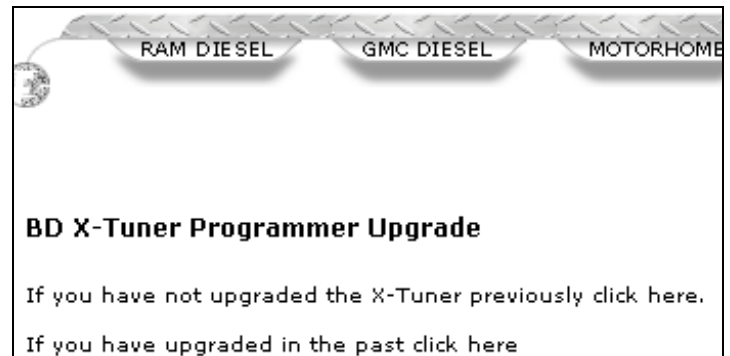 RAM DIESEL GMC DIESEL MOTORHOME
BD X-Tuner Programmer Upgrade
If you have not upgraded the X-Tuner previously click here.
If you have upgraded in the past click here